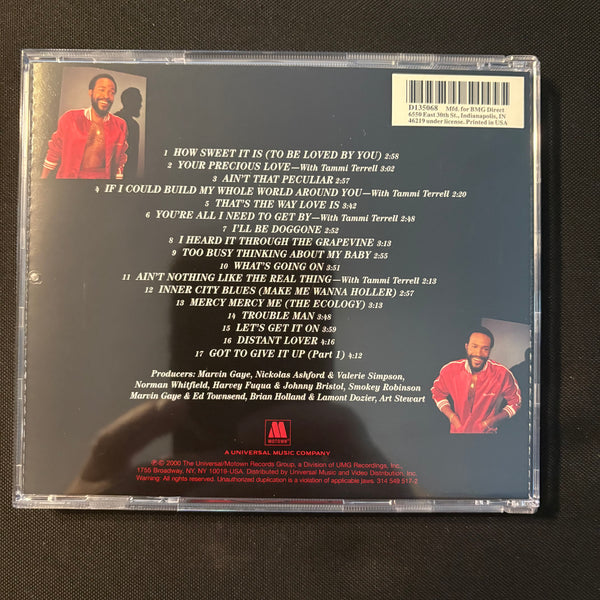 D135068 Mfd. for BMG Direct
6550 East 30th St., Indianapolis, IN
46219 under license. Printed in USA
1 HOW SWEET IT IS (TO BE LOVED BY YOU) 2:58
2 YOUR PRECIOUS LOVE—With Tammi Terrell 3:02
3 AIN'T THAT PECULIAR 2:57
4 IF I COULD BUILD MY WHOLE WORLD AROUND YOU—With Tammi Terrell 2:20
5 THAT'S THE WAY LOVE IS 3:42
6 YOU'RE ALL I NEED TO GET BY—With Tammi Terrell 2:48
7 I'LL BE DOGGONE 2:52
8 I HEARD IT THROUGH THE GRAPEVINE 3:13
9 TOO BUSY THINKING ABOUT MY BABY 2:55
10 WHAT'S GOING ON 3:51
11 AIN'T NOTHING LIKE THE REAL THING—With Tammi Terrell 2:13
12 INNER CITY BLUES (MAKE ME WANNA HOLLER) 2:57
13 MERCY MERCY ME (THE ECOLOGY) 3:13
14 TROUBLE MAN 3:48
15 LET'S GET IT ON 3:59
16 DISTANT LOVER 4:16
17 GOT TO GIVE IT UP (Part 1) 4:12
Producers: Marvin Gaye, Nickolas Ashford & Valerie Simpson,
Norman Whitfield, Harvey Fuqua & Johnny Bristol, Smokey Robinson
Marvin Gaye & Ed Townsend, Brian Holland & Lamont Dozier, Art Stewart
M
MOTOWN
A UNIVERSAL MUSIC COMPANY
℗ © 2000 The Universal/Motown Records Group, a Division of UMG Recordings, Inc.,
1755 Broadway, NY, NY 10019-USA. Distributed by Universal Music and Video Distribution, Inc.
Warning: All rights reserved. Unauthorized duplication is a violation of applicable laws. 314 549 517-2